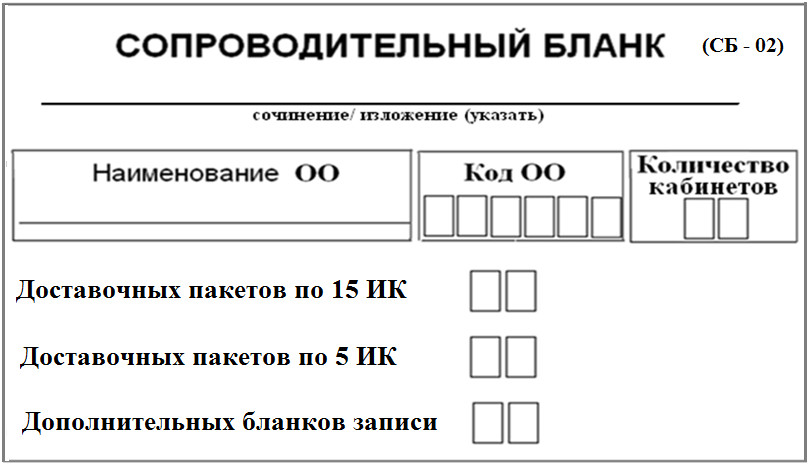 СОПРОВОДИТЕЛЬНЫЙ БЛАНК (СБ - 02)
сочинение/ изложение (указать)
Наименование ОО
Код ОО
Количество
кабинетов
Доставочных пакетов по 15 ИК
Доставочных пакетов по 5 ИК
Дополнительных бланков записи